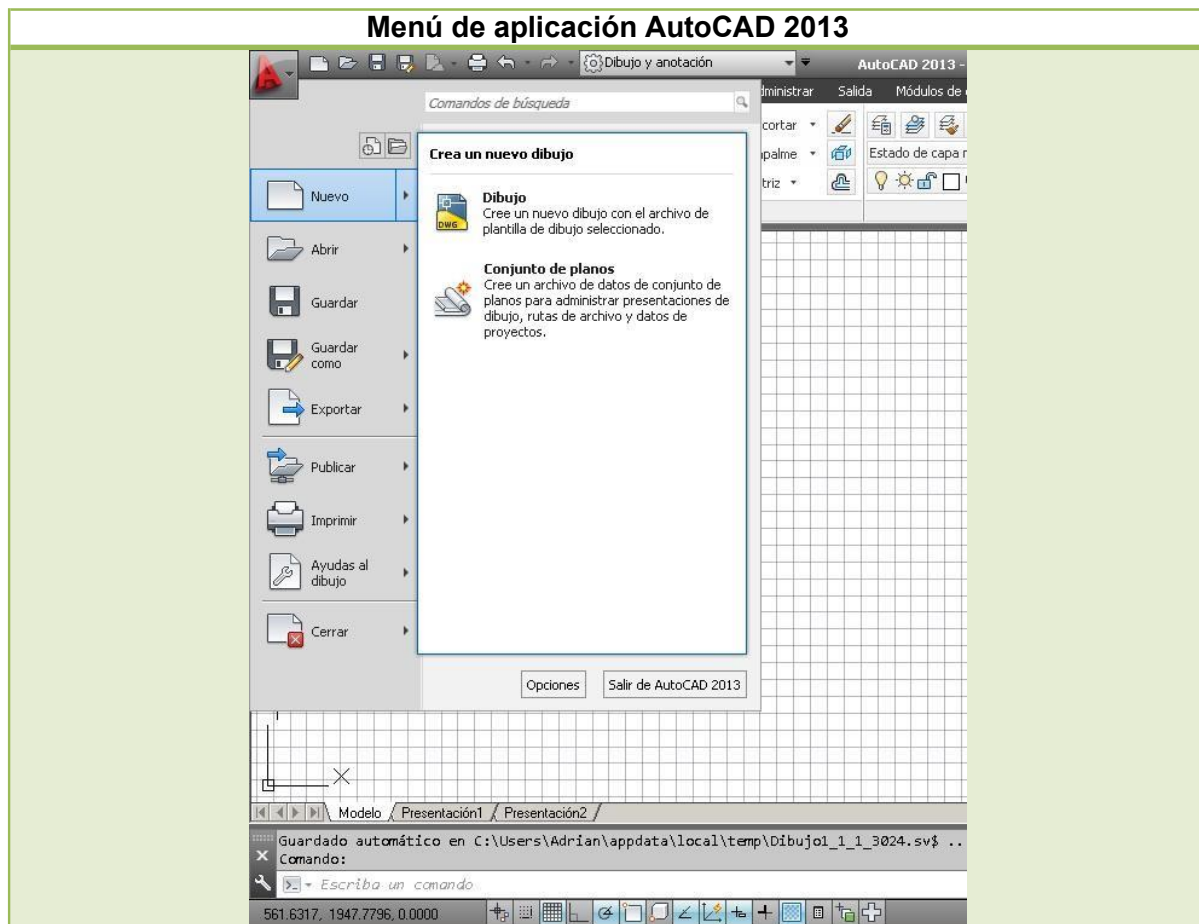 Menú de aplicación AutoCAD 2013
Dibujo y anotación
AutoCAD 2013 -
Comandos de búsqueda
Salida Módulos de
cortar
Estado de capa
Crea un nuevo dibujo
Nuevo
Dibujo
Cree un nuevo dibujo con el archivo de
plantilla de dibujo seleccionado.
DWG
Abrir
Conjunto de planos
Cree un archivo de datos de conjunto de
planos para administrar presentaciones de
dibujo, rutas de archivo y datos de
proyectos.
Guardar
Guardar
como
Exportar
Publicar
Imprimir
Ayudas al
dibujo
Cerrar
Opciones Salir de AutoCAD 2013
Modelo Presentación1 Presentación2
Guardado automático en C:\Users\Adrian\appdata\local\temp\Dibujo1_1_1_3024.sv$ ..
Comando:
Escriba un comando
561.6317, 1947.7796, 0.0000